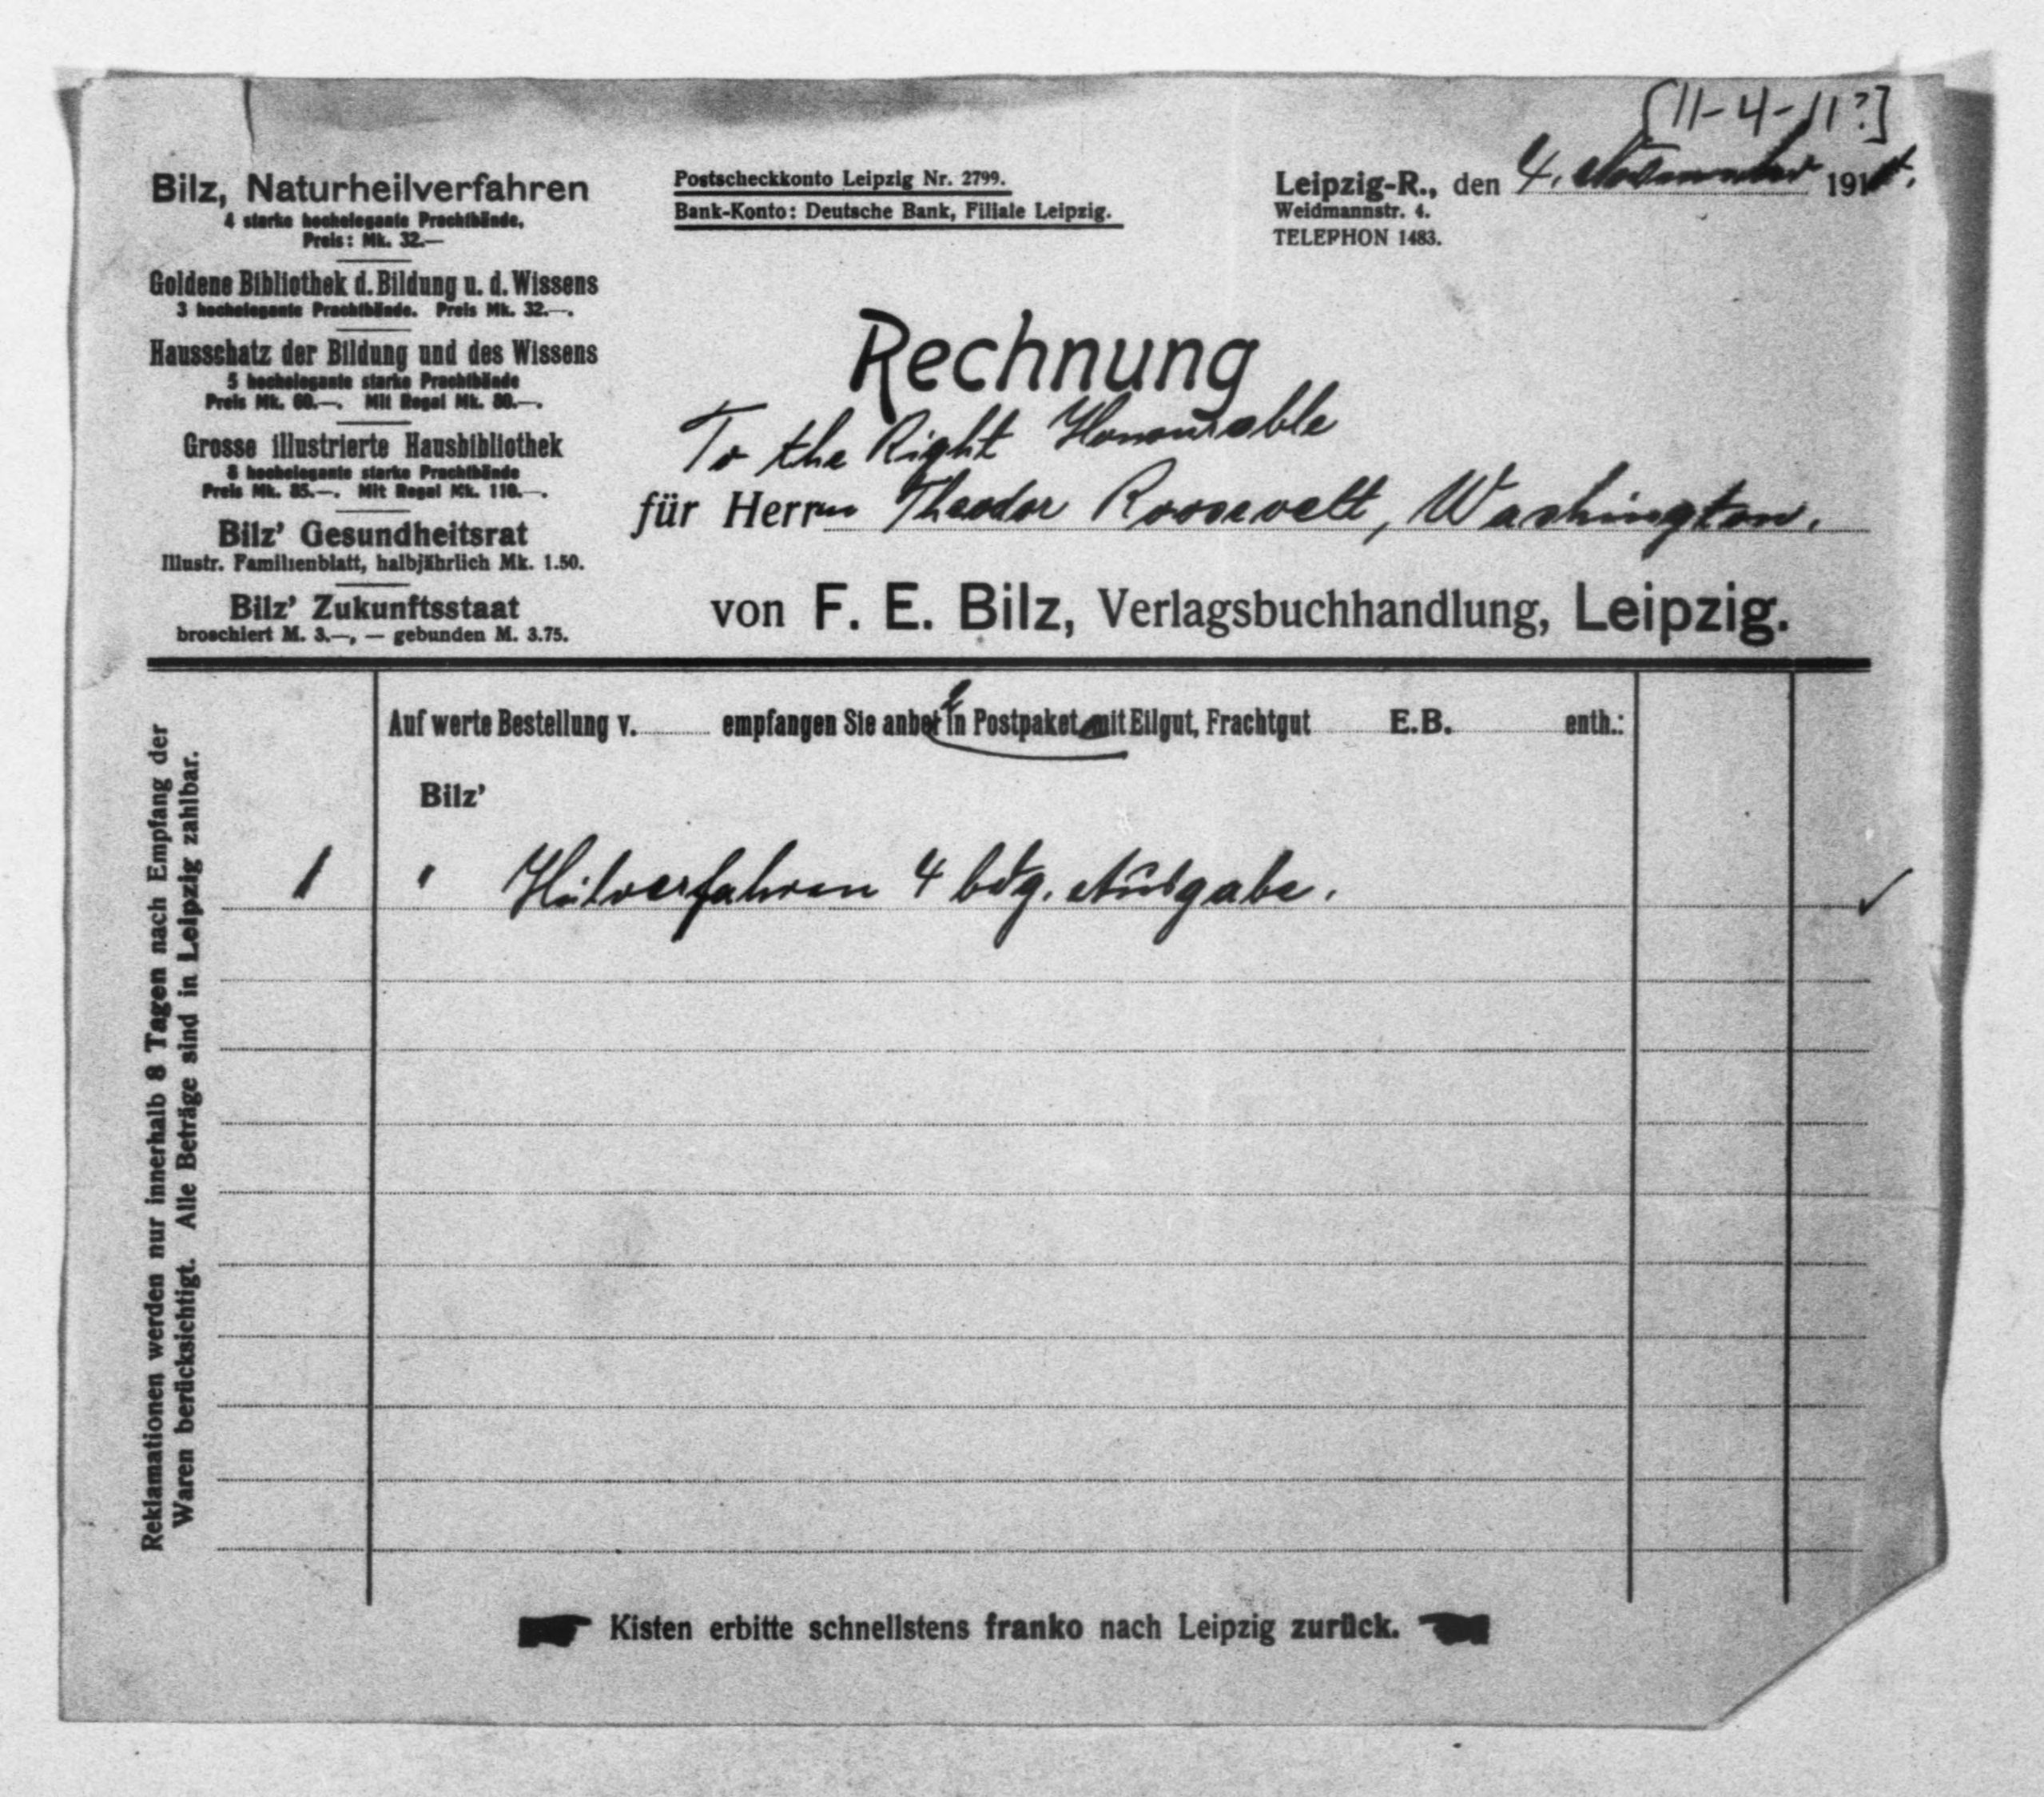 [11-4-11?]
Bilz, Naturheilverfahren
4 starke hochelegante Prachtbände.
Preis: Mk. 32.—
Goldene Bibliothek d. Bildung u. d. Wissens
3 hochelegante Prachtbände. Preis Mk. 32.—.
Hausschatz der Bildung und des Wissens
5 hochelegante starke Prachtbände
Preis Mk. 60.—. Mit Regal Mk. 80.—.
Grosse illustrierte Hausbibliothek
8 hochelegante starke Prachtbände
Preis Mk. 85.—. Mit Regal Mk. 110.—.
Bilz' Gesundheitsrat
Illustr. Familienblatt, halbjährlich Mk. 1.50.
Bilz' Zukunftsstaat
broschiert M. 3.—, — gebunden M. 3.75.
Postscheckkonto Leipzig Nr. 2799.
Bank-Konto: Deutsche Bank, Filiale Leipzig.
Leipzig-R., den 4. November 191
Weidmannstr. 4.
TELEPHON 1483.
Rechnung
To the Right Honourable
für Herrn Theodor Roosevelt, Washington.
von F. E. Bilz, Verlagsbuchhandlung, Leipzig.
Auf werte Bestellung v. empfangen Sie anbei in 2 Postpaket mit Eilgut, Frachtgut E.B. enth.:
Bilz'
1 " Heilverfahren 4 bdg. Ausgabe. ✓
Reklamationen werden nur innerhalb 8 Tagen nach Empfang der
Waren berücksichtigt. Alle Beträge sind in Leipzig zahlbar.
Kisten erbitte schnellstens franko nach Leipzig zurück.